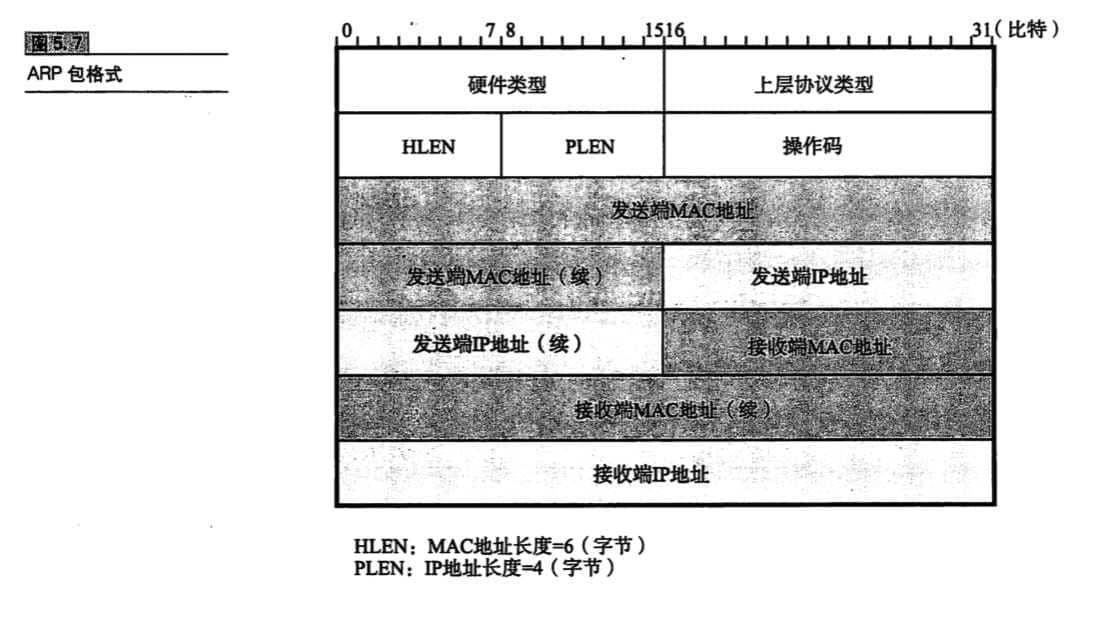 图5.7
ARP 包格式
0 7 8 1516 31(比特)
硬件类型 上层协议类型
HLEN PLEN 操作码
发送端MAC地址
发送端MAC地址(续) 发送端IP地址
发送端IP地址(续) 接收端MAC地址
接收端MAC地址(续)
接收端IP地址
HLEN:MAC地址长度=6(字节)
PLEN:IP地址长度=4(字节)